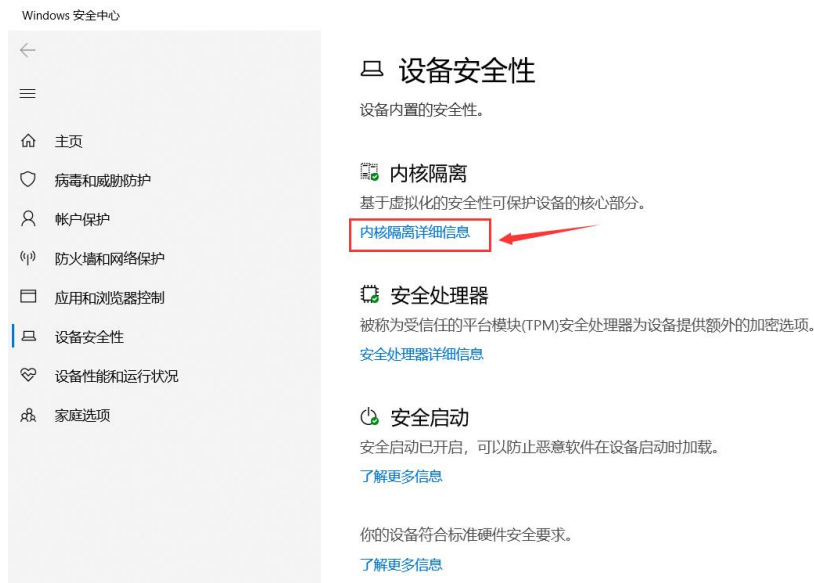 Windows 安全中心
主页
病毒和威胁防护
帐户保护
防火墙和网络保护
应用和浏览器控制
设备安全性
设备性能和运行状况
家庭选项
设备安全性
设备内置的安全性。
内核隔离
基于虚拟化的安全性可保护设备的核心部分。
内核隔离详细信息
安全处理器
被称为受信任的平台模块(TPM)安全处理器为设备提供额外的加密选项。
安全处理器详细信息
安全启动
安全启动已开启，可以防止恶意软件在设备启动时加载。
了解更多信息
你的设备符合标准硬件安全要求。
了解更多信息